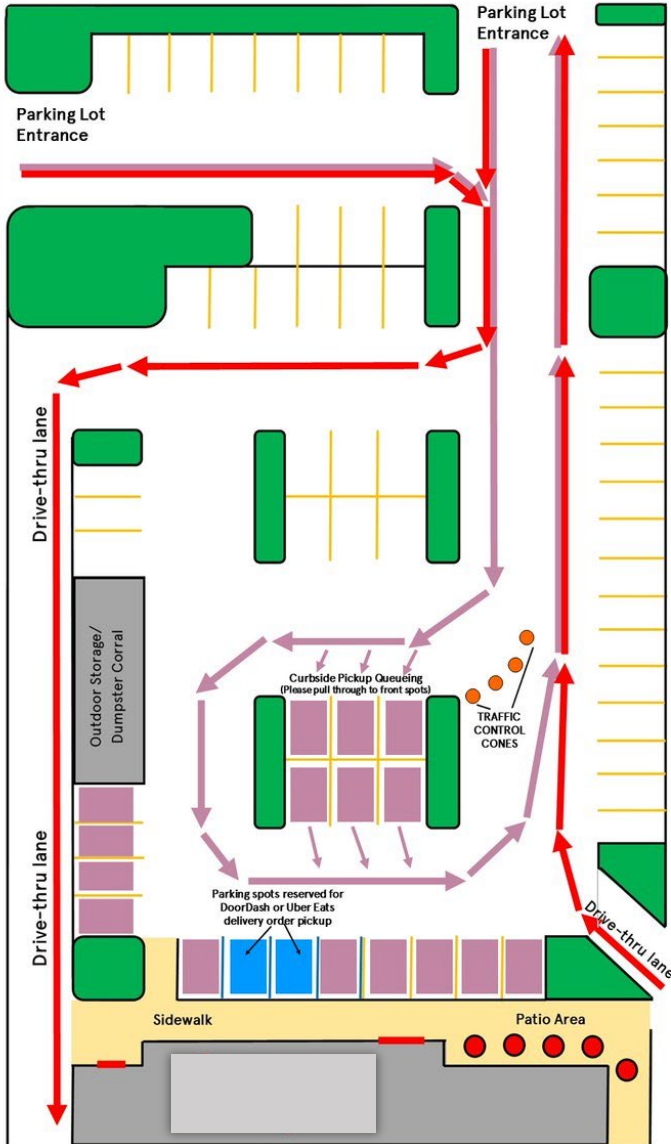 Parking Lot
Entrance
Parking Lot
Entrance
Drive-thru lane
Outdoor Storage/
Dumpster Corral
Curbside Pickup Queueing
(Please pull through to front spots)
TRAFFIC
CONTROL
CONES
Drive-thru lane
Parking spots reserved for
DoorDash or Uber Eats
delivery order pickup
Drive-thru lane
Sidewalk
Patio Area